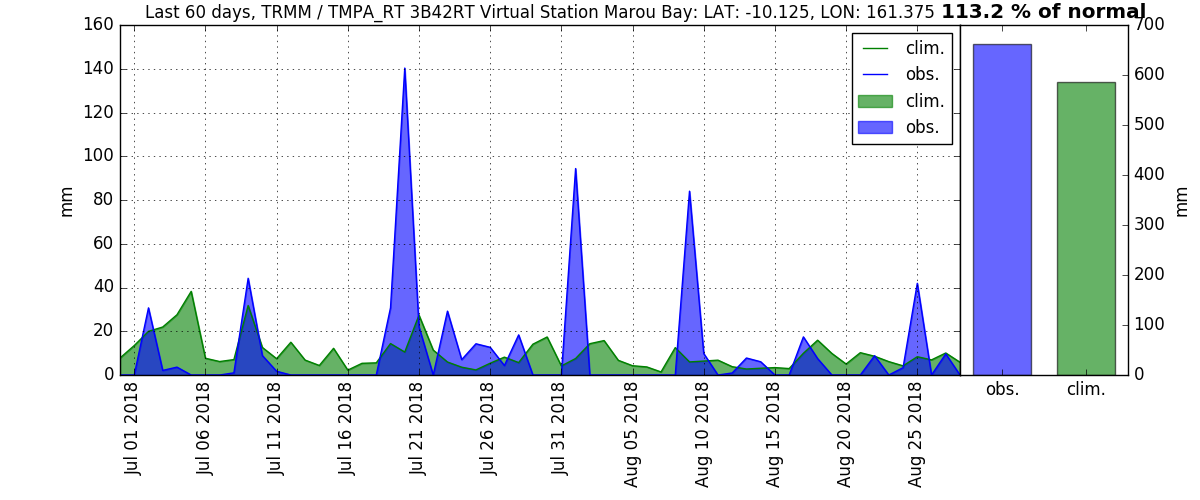 Last 60 days, TRMM / TMPA_RT 3B42RT Virtual Station Marou Bay: LAT: -10.125, LON: 161.375 113.2 % of normal
160
140
120
100
80
60
40
20
0
mm
clim.
obs.
clim.
obs.
Jul 01 2018
Jul 06 2018
Jul 11 2018
Jul 16 2018
Jul 21 2018
Jul 26 2018
Jul 31 2018
Aug 05 2018
Aug 10 2018
Aug 15 2018
Aug 20 2018
Aug 25 2018
700
600
500
400
300
200
100
0
mm
obs. clim.